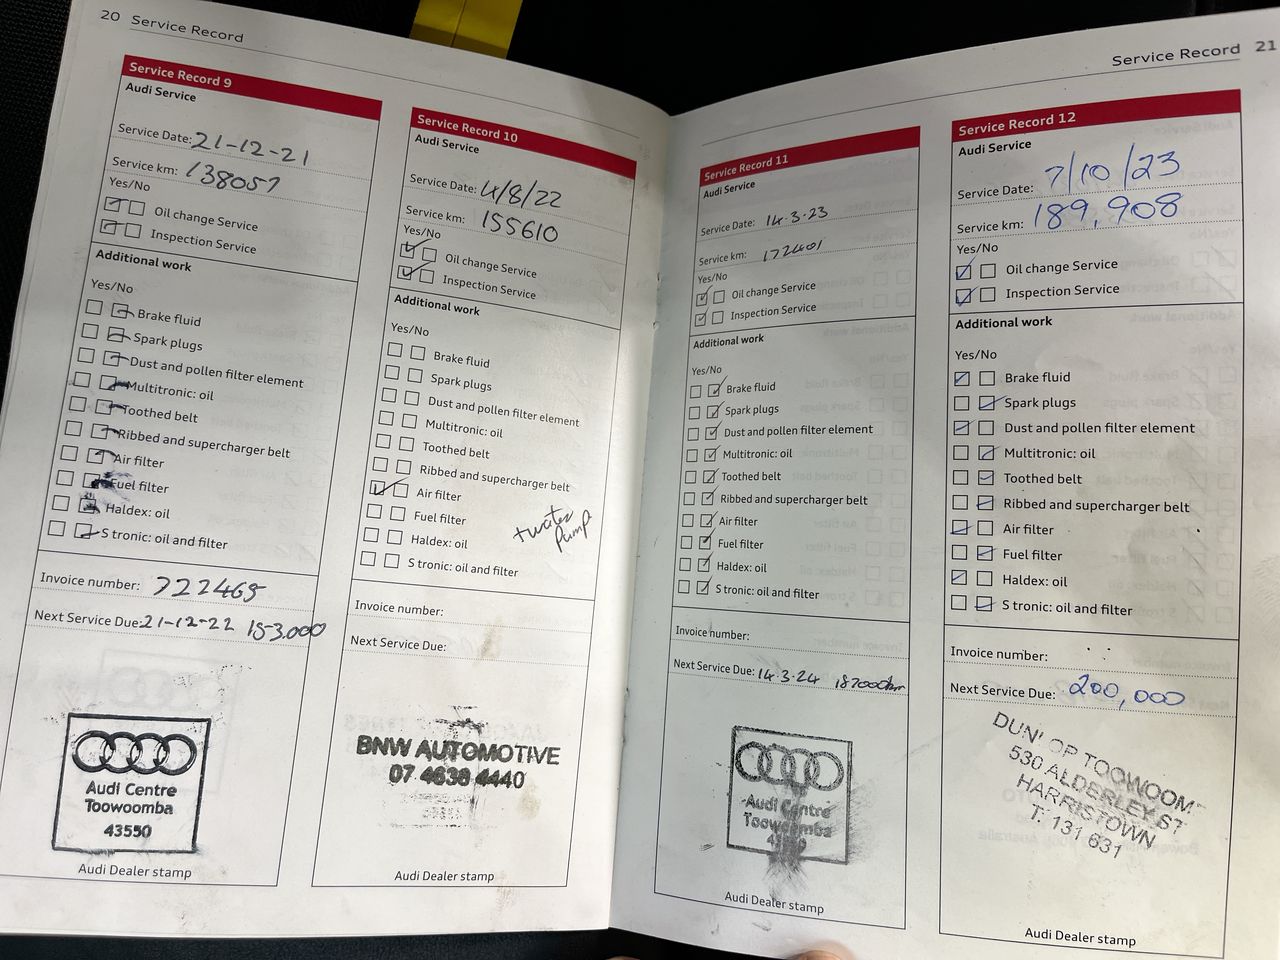 20 Service Record
Service Record 9
Audi Service
Service Date: 21-12-21
Service km: 138057
Yes/No
Oil change Service
Inspection Service
Additional work
Yes/No
Brake fluid
Spark plugs
Dust and pollen filter element
Multitronic: oil
Toothed belt
Ribbed and supercharger belt
Air filter
Fuel filter
Haldex: oil
S tronic: oil and filter
Invoice number: 722465
Next Service Due: 21-12-22 153.000
Audi Centre
Toowoomba
43550
Audi Dealer stamp
Service Record 10
Audi Service
Service Date: 4/8/22
Service km: 155610
Yes/No
Oil change Service
Inspection Service
Additional work
Yes/No
Brake fluid
Spark plugs
Dust and pollen filter element
Multitronic: oil
Toothed belt
Ribbed and supercharger belt
Air filter
Fuel filter
+water
pump
Haldex: oil
S tronic: oil and filter
Invoice number:
Next Service Due:
BNW AUTOMOTIVE
07 4638 4440
Audi Dealer stamp
Service Record 21
Service Record 11
Audi Service
Service Date: 14.3.23
Service km: 172401
Yes/No
Oil change Service
Inspection Service
Additional work
Yes/No
Brake fluid
Spark plugs
Dust and pollen filter element
Multitronic: oil
Toothed belt
Ribbed and supercharger belt
Air filter
Fuel filter
Haldex: oil
S tronic: oil and filter
Invoice number:
Next Service Due: 14.3.24 187000km
Audi Centre
Toowoomba
Audi Dealer stamp
Service Record 12
Audi Service
Service Date: 7/10/23
Service km: 189,908
Yes/No
Oil change Service
Inspection Service
Additional work
Yes/No
Brake fluid
Spark plugs
Dust and pollen filter element
Multitronic: oil
Toothed belt
Ribbed and supercharger belt
Air filter
Fuel filter
Haldex: oil
S tronic: oil and filter
Invoice number:
Next Service Due: 200,000
DUNLOP TOOWOOM
530 ALDERLEY ST
HARRISTOWN
T: 131 631
Audi Dealer stamp